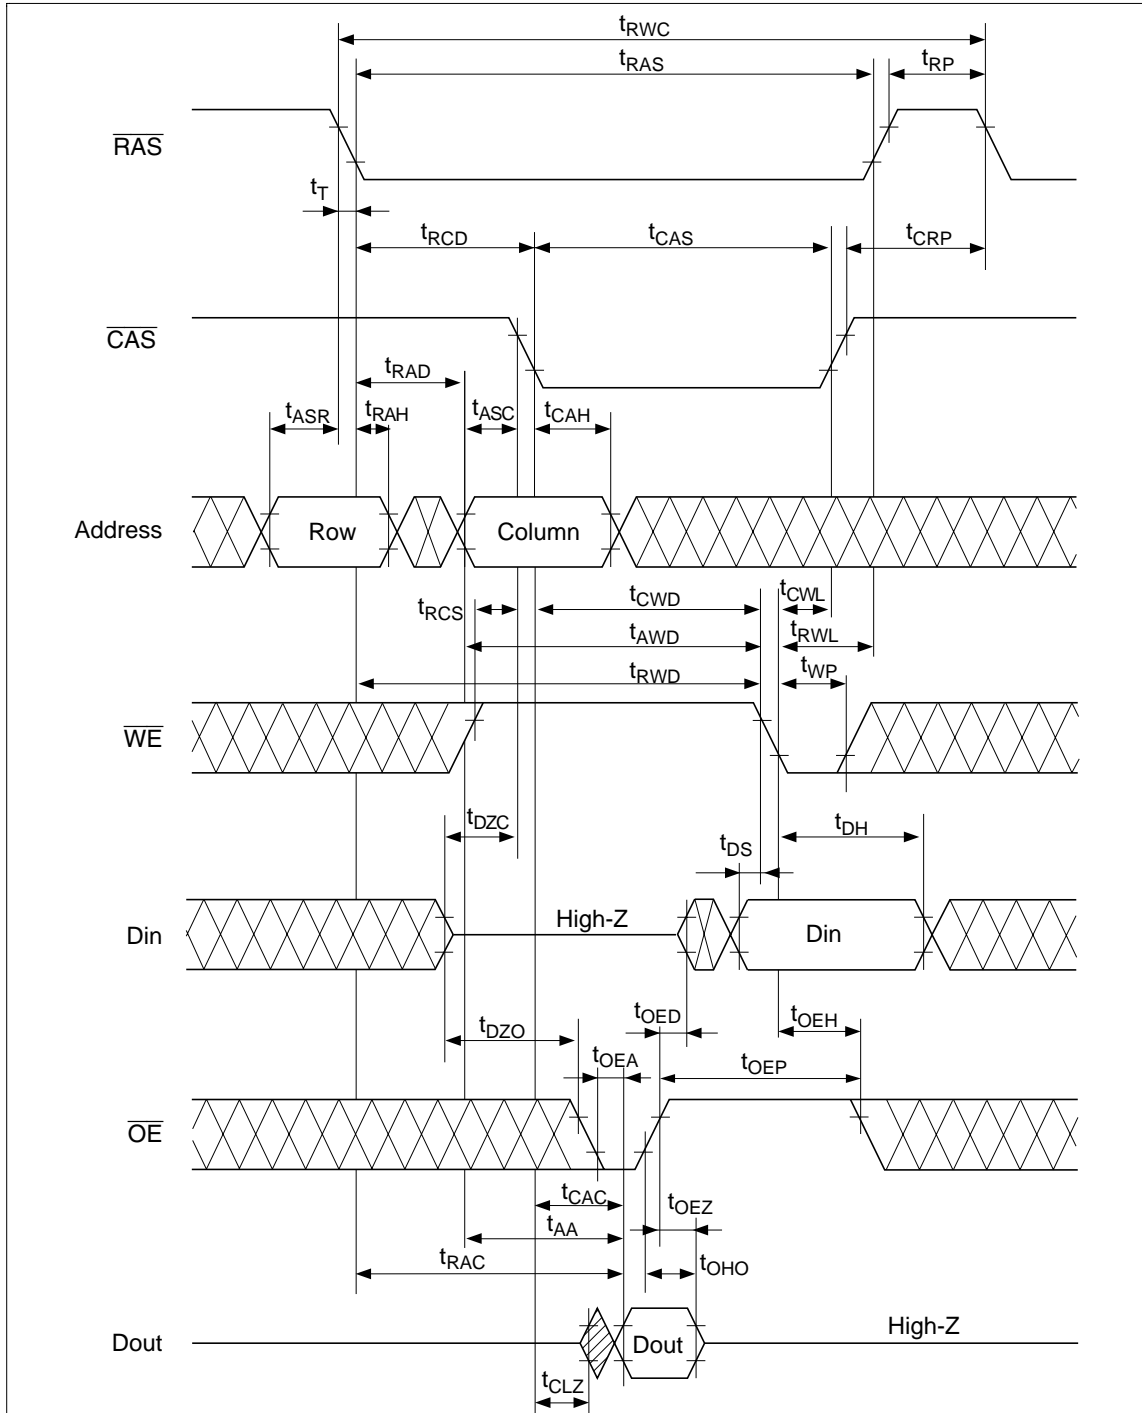 tRWC
tRAS
tRP
RAS
tT
tRCD
tCAS
tCRP
CAS
tRAD
tASR
tRAH
tASC
tCAH
Address
Row
Column
tRCS
tCWD
tCWL
tAWD
tRWL
tRWD
tWP
WE
tDZC
tDH
tDS
Din
High-Z
Din
tDZO
tOED
tOEH
tOEA
tOEP
OE
tCAC
tOEZ
tAA
tRAC
tOHO
Dout
Dout
High-Z
tCLZ